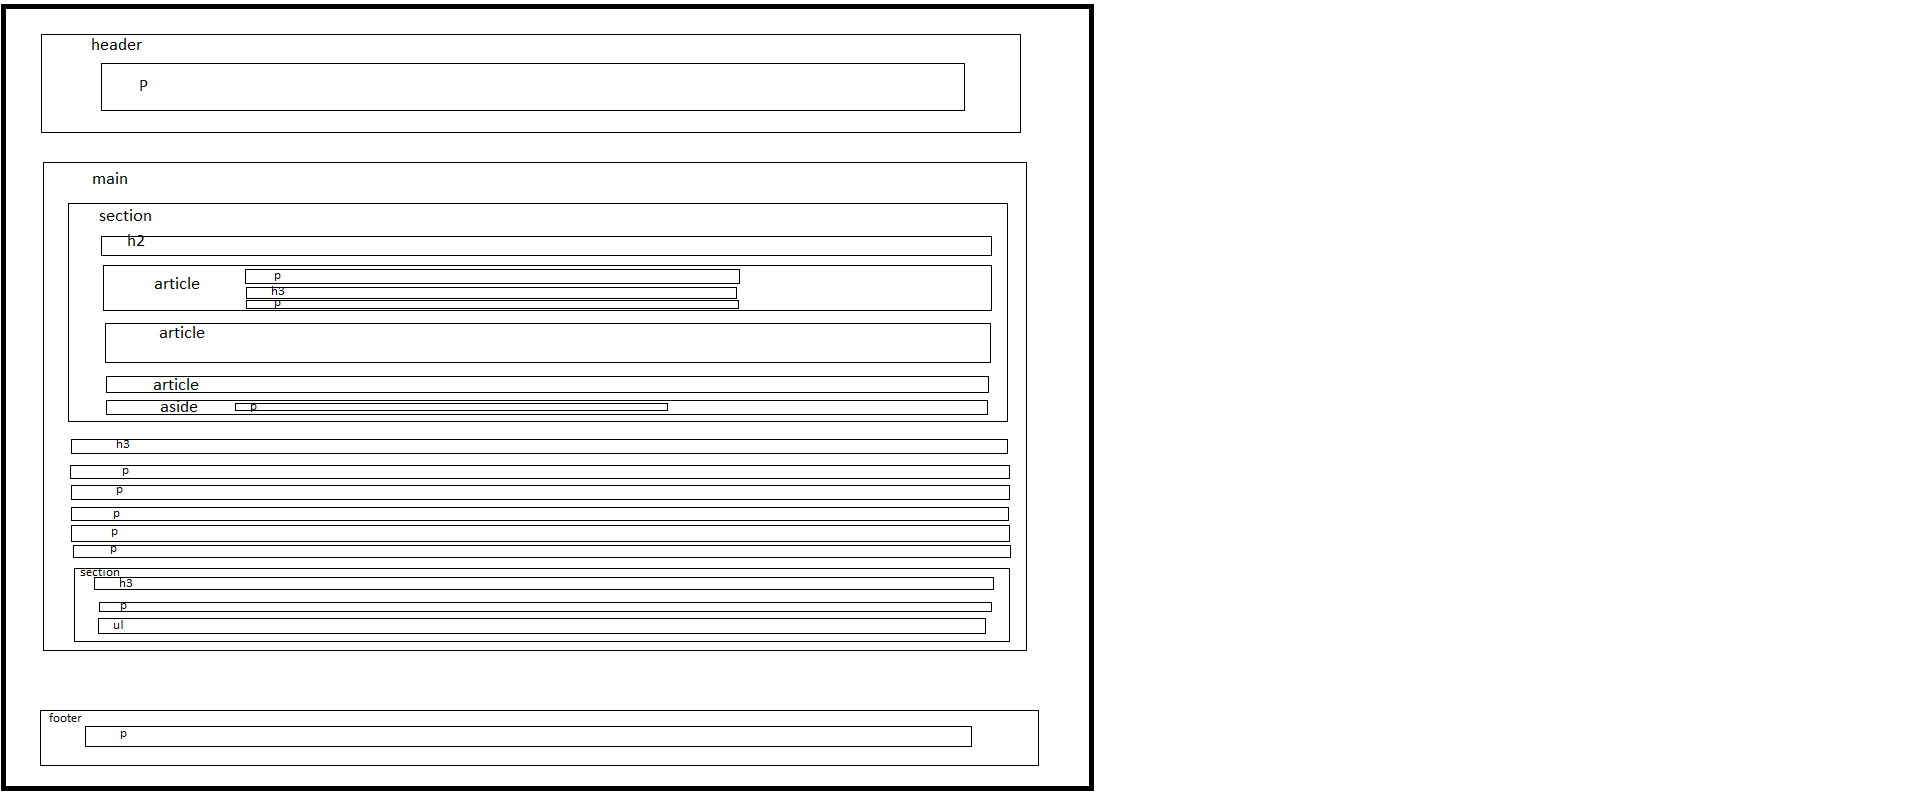 header
P
main
section
h2
article
p
h3
p
article
article
aside
p
h3
p
p
p
p
p
section
h3
p
ul
footer
p